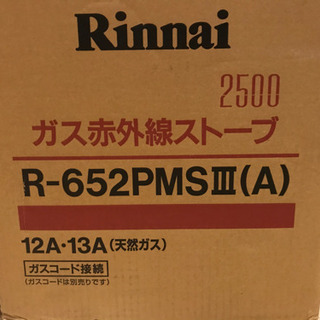 Rinnai
2500
ガス赤外線ストーブ
R-652PMSⅢ(A)
12A・13A(天然ガス)
ガスコード接続
(ガスコードは別売りです)